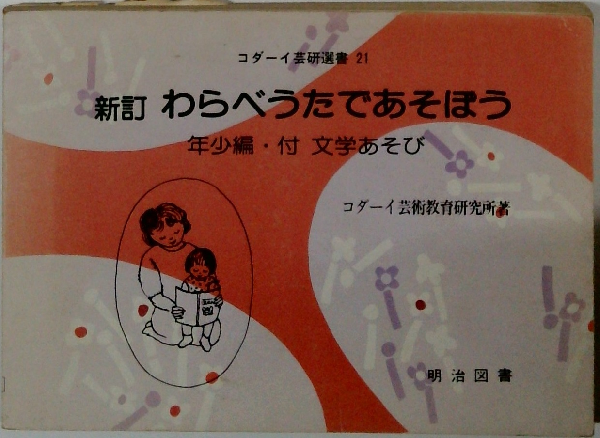 コダーイ芸研選書 21
新訂 わらべうたであそぼう
年少編・付 文学あそび
コダーイ芸術教育研究所著
明治図書